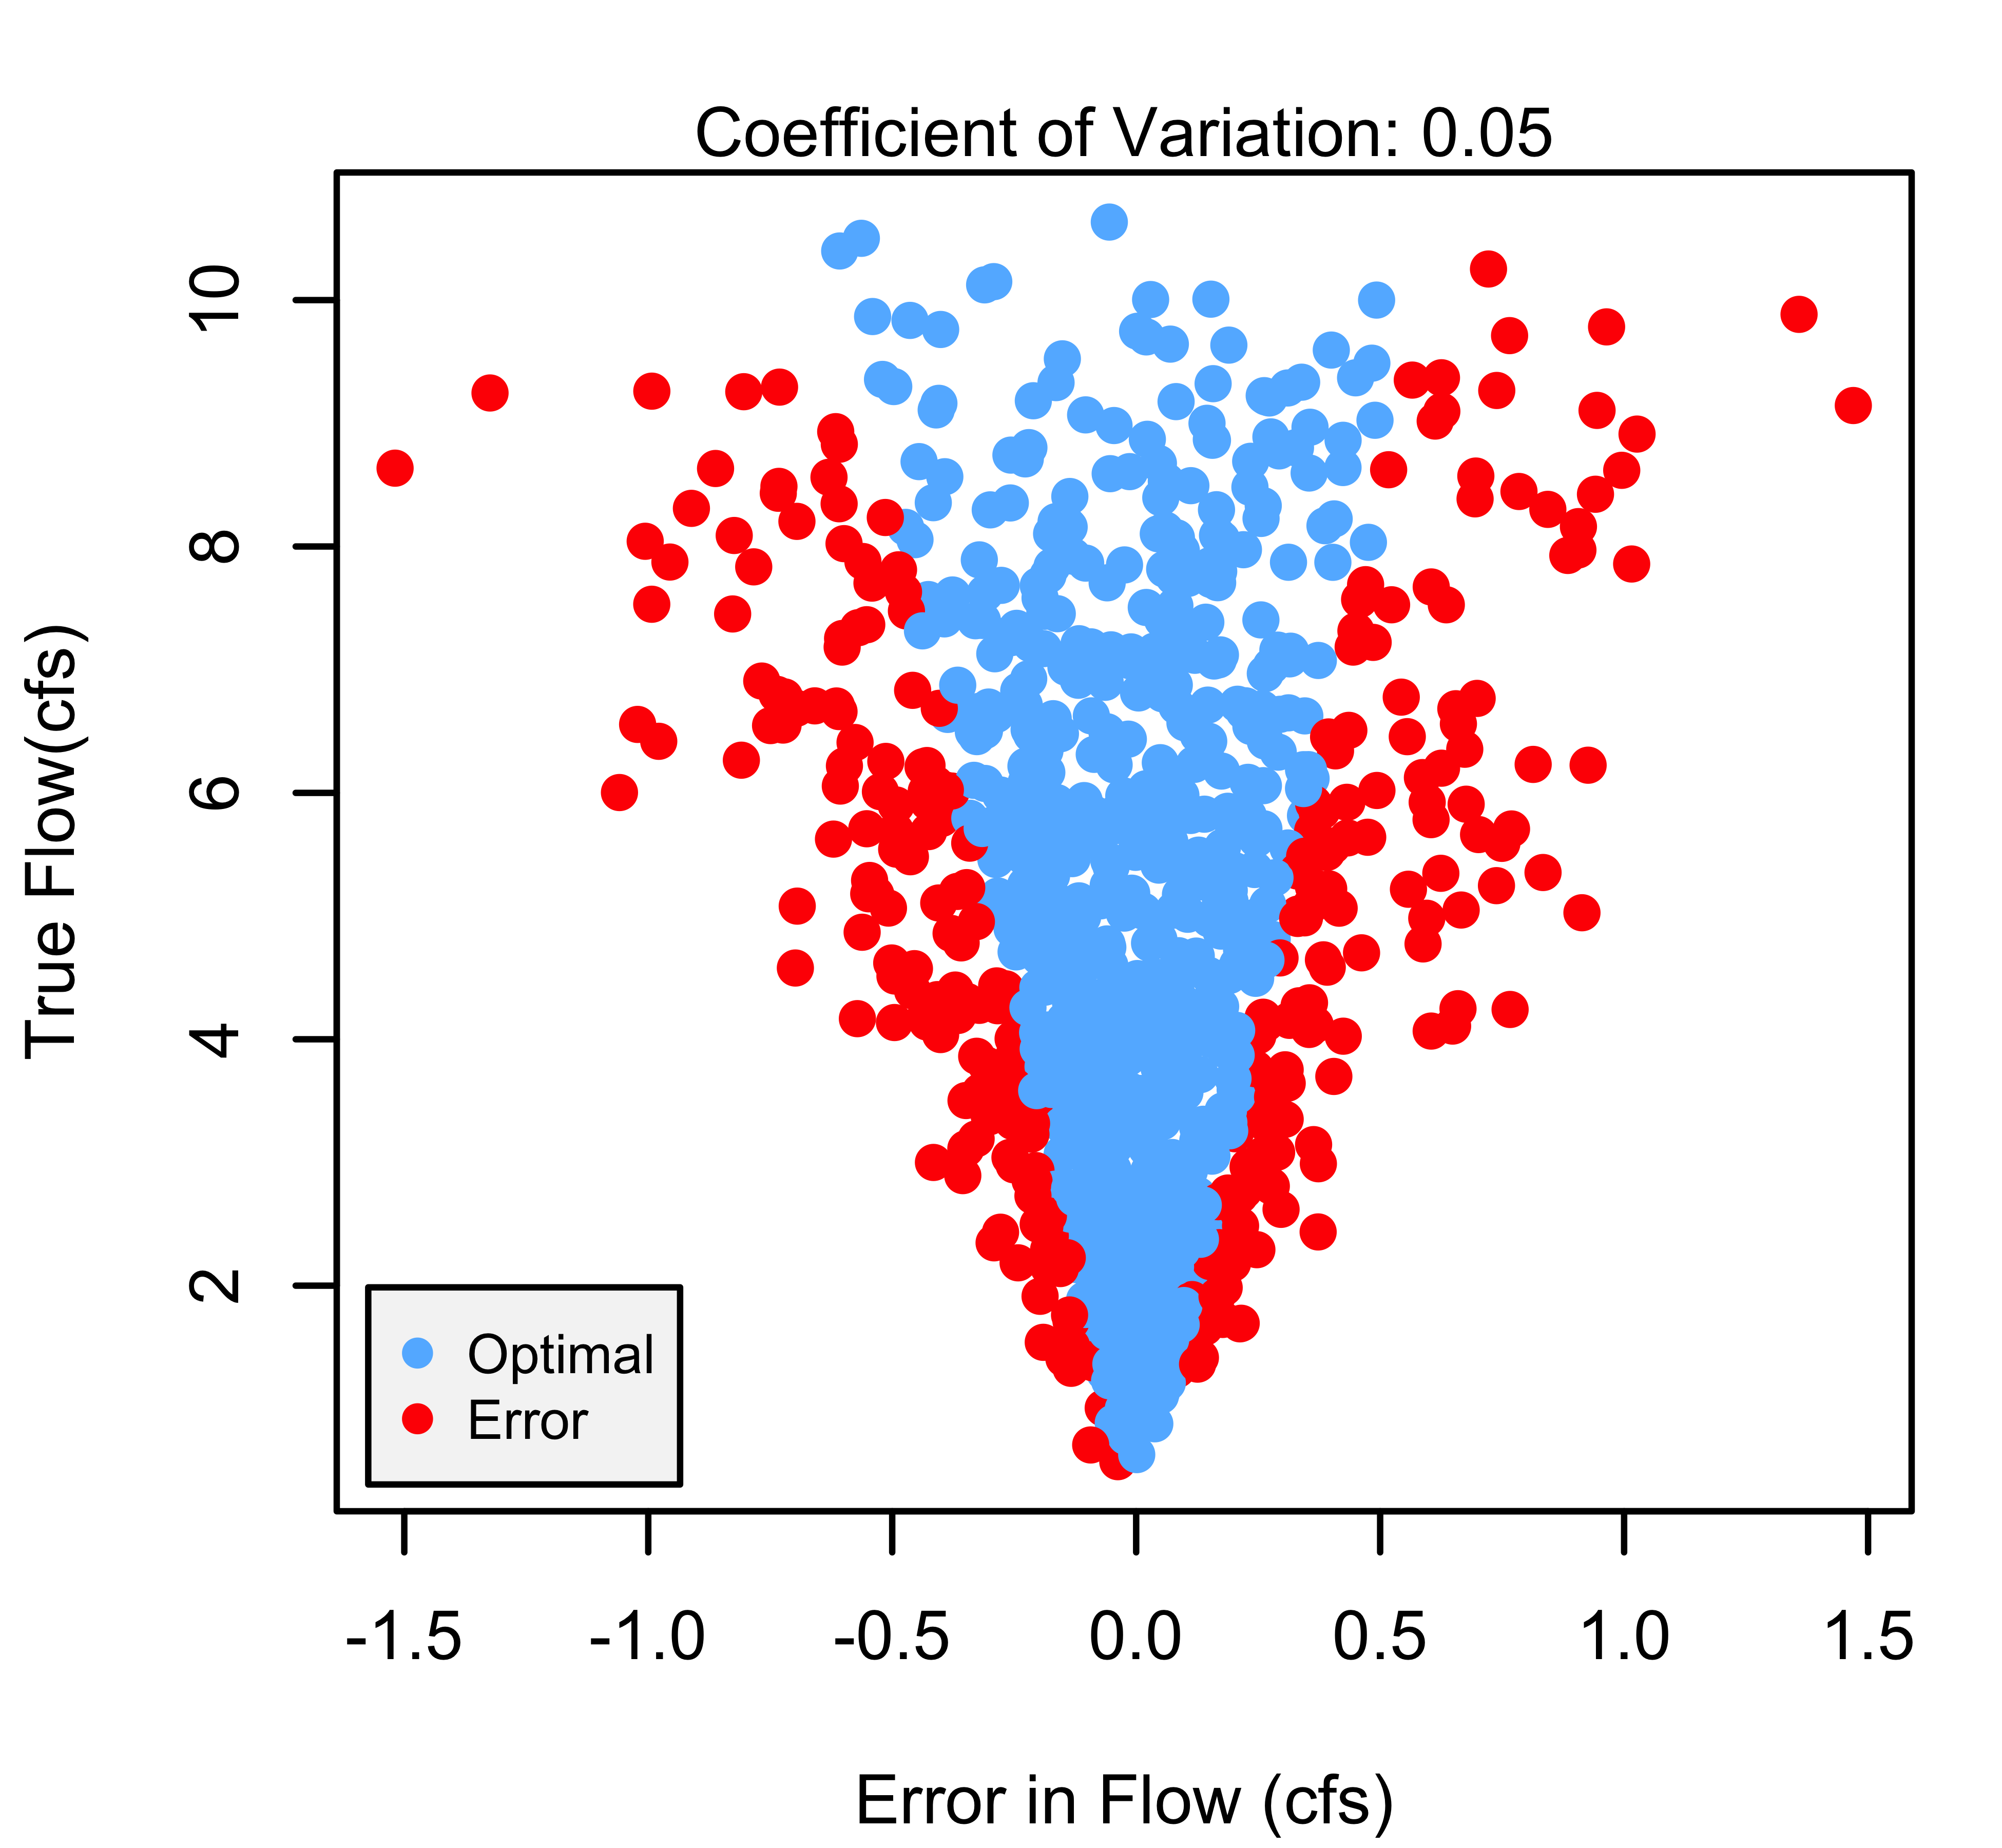 Coefficient of Variation: 0.05
True Flow(cfs)
10
8
6
4
2
Optimal
Error
-1.5 -1.0 -0.5 0.0 0.5 1.0 1.5
Error in Flow (cfs)